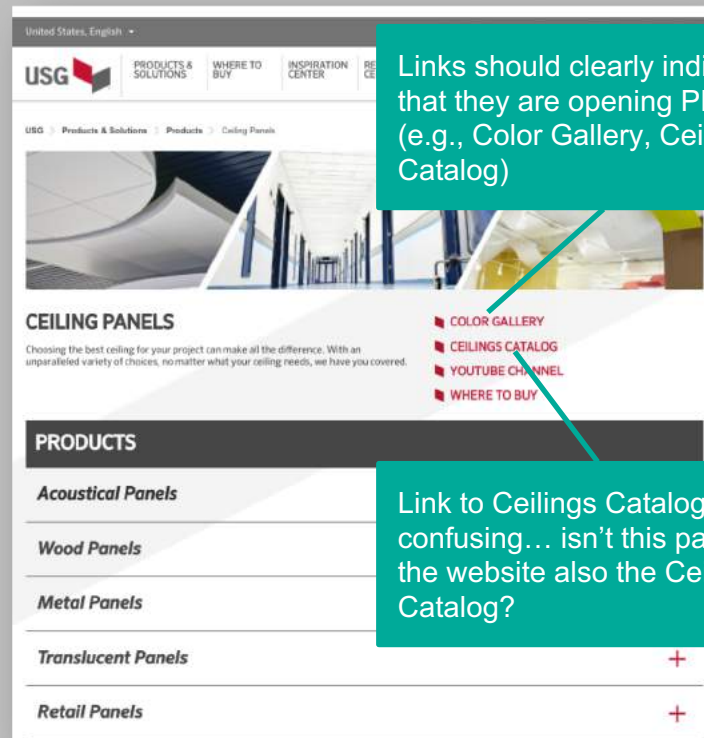 United States, English
USG
PRODUCTS & SOLUTIONS
WHERE TO BUY
INSPIRATION CENTER
USG > Products & Solutions > Products > Ceiling Panels
Links should clearly indi
that they are opening P
(e.g., Color Gallery, Cei
Catalog)
CEILING PANELS
Choosing the best ceiling for your project can make all the difference. With an
unparalleled variety of choices, no matter what your ceiling needs, we have you covered.
COLOR GALLERY
CEILINGS CATALOG
YOUTUBE CHANNEL
WHERE TO BUY
PRODUCTS
Acoustical Panels
Wood Panels
Metal Panels
Translucent Panels
Retail Panels
Link to Ceilings Catalog
confusing… isn't this pa
the website also the Ce
Catalog?